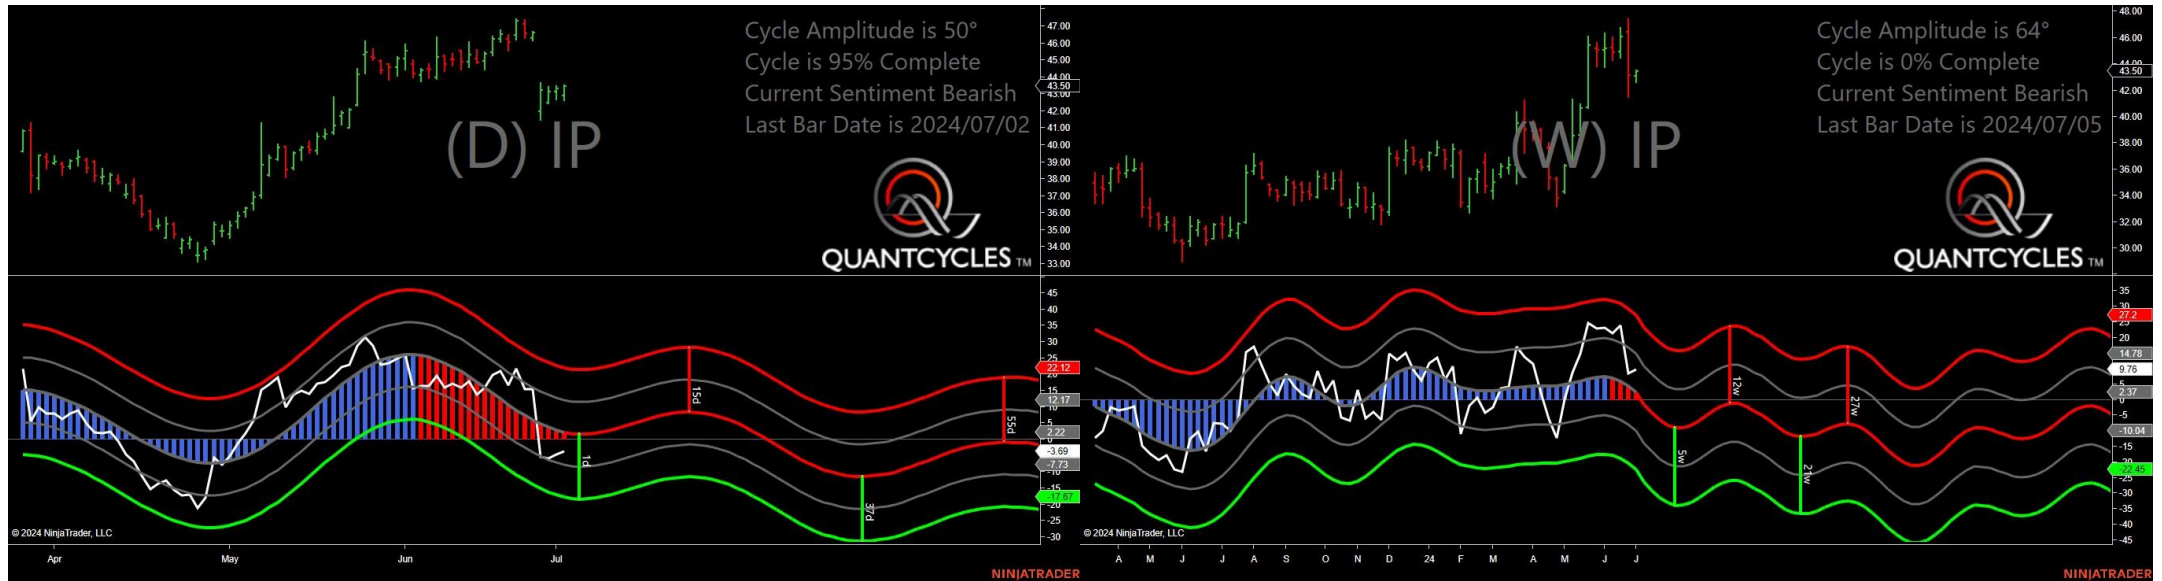 Cycle Amplitude is 50°
Cycle is 95% Complete
Current Sentiment Bearish
Last Bar Date is 2024/07/02
(D) IP
QUANTCYCLES TM
47.00
46.00
45.00
44.00
43.50
43.00
42.00
41.00
40.00
39.00
38.00
37.00
36.00
35.00
34.00
33.00
45
40
35
30
25
22.12
15
12.17
5
2.22
-3.69
-7.73
-10
-15
-17.67
-20
-25
-30
15d
55d
1d
37d
© 2024 NinjaTrader, LLC
Apr May Jun Jul
NINJATRADER
Cycle Amplitude is 64°
Cycle is 0% Complete
Current Sentiment Bearish
Last Bar Date is 2024/07/05
(W) IP
QUANTCYCLES TM
48.00
46.00
44.00
43.50
42.00
40.00
38.00
36.00
34.00
32.00
30.00
35
30
27.2
20
14.78
9.76
5
2.37
-5
-10.04
-15
-22.45
-25
-30
-35
-40
-45
12w
27w
5w
21w
© 2024 NinjaTrader, LLC
A M J J A S O N D 24 F M A M J J
NINJATRADER